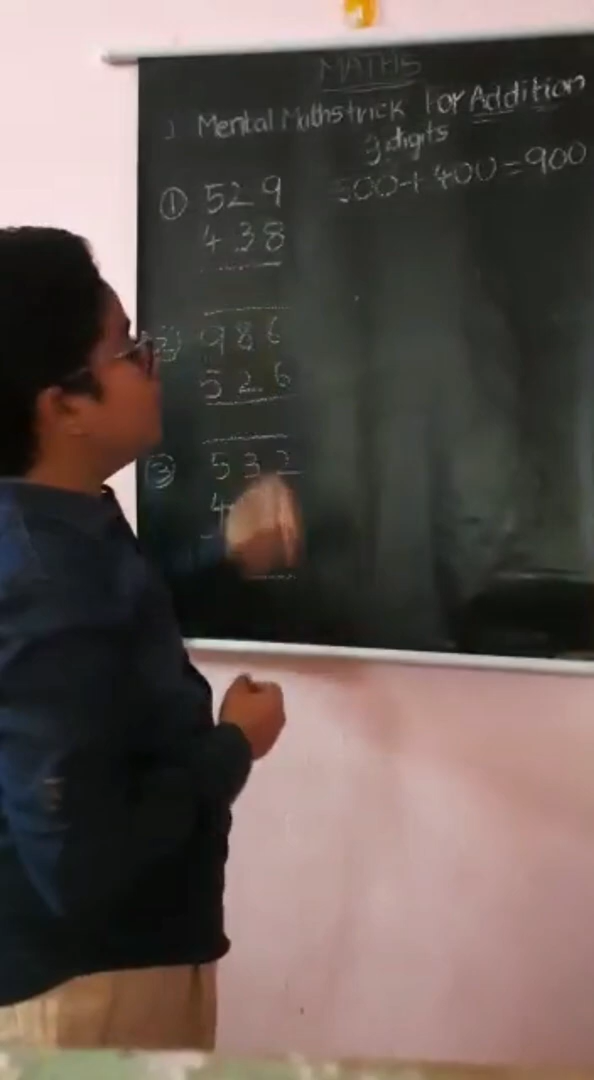 MATHS
Mental Maths trick For Addition
3 digits
① 529
438
500+400=900
② 986
526
③ 532
4